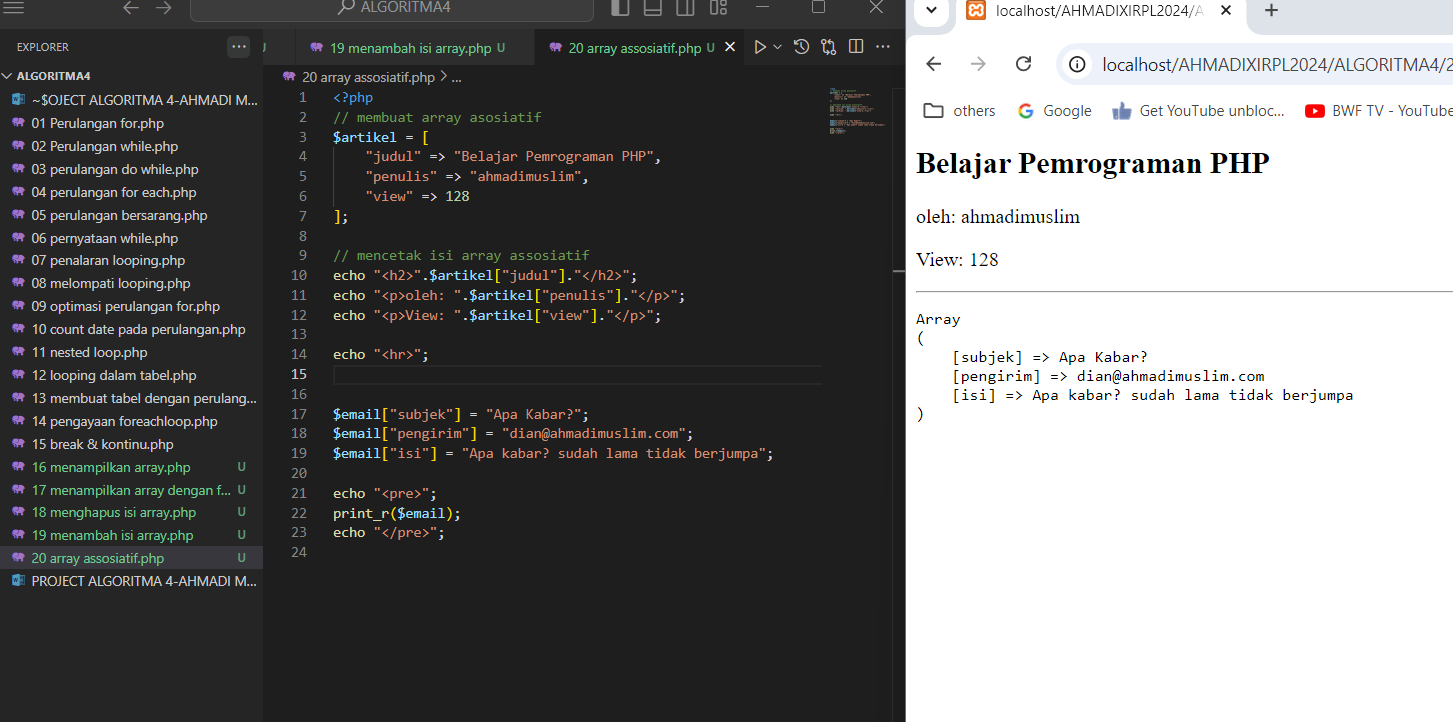 ALGORITMA4
EXPLORER
ALGORITMA4
~$OJECT ALGORITMA 4-AHMADI M...
01 Perulangan for.php
02 Perulangan while.php
03 perulangan do while.php
04 perulangan for each.php
05 perulangan bersarang.php
06 pernyataan while.php
07 penalaran looping.php
08 melompati looping.php
09 optimasi perulangan for.php
10 count date pada perulangan.php
11 nested loop.php
12 looping dalam tabel.php
13 membuat tabel dengan perulang...
14 pengayaan foreachloop.php
15 break & kontinu.php
16 menampilkan array.php U
17 menampilkan array dengan f... U
18 menghapus isi array.php U
19 menambah isi array.php U
20 array assosiatif.php U
PROJECT ALGORITMA 4-AHMADI M...
U 19 menambah isi array.php U 20 array assosiatif.php U
20 array assosiatif.php > ...
1 <?php
2 // membuat array asosiatif
3 $artikel = [
4 "judul" => "Belajar Pemrograman PHP",
5 "penulis" => "ahmadimuslim",
6 "view" => 128
7 ];
8
9 // mencetak isi array assosiatif
10 echo "<h2>".$artikel["judul"]."</h2>";
11 echo "<p>oleh: ".$artikel["penulis"]."</p>";
12 echo "<p>View: ".$artikel["view"]."</p>";
13
14 echo "<hr>";
15
16
17 $email["subjek"] = "Apa Kabar?";
18 $email["pengirim"] = "dian@ahmadimuslim.com";
19 $email["isi"] = "Apa kabar? sudah lama tidak berjumpa";
20
21 echo "<pre>";
22 print_r($email);
23 echo "</pre>";
24
localhost/AHMADIXIRPL2024/A
localhost/AHMADIXIRPL2024/ALGORITMA4/2
others Google Get YouTube unbloc... BWF TV - YouTube
Belajar Pemrograman PHP
oleh: ahmadimuslim
View: 128
Array
(
[subjek] => Apa Kabar?
[pengirim] => dian@ahmadimuslim.com
[isi] => Apa kabar? sudah lama tidak berjumpa
)